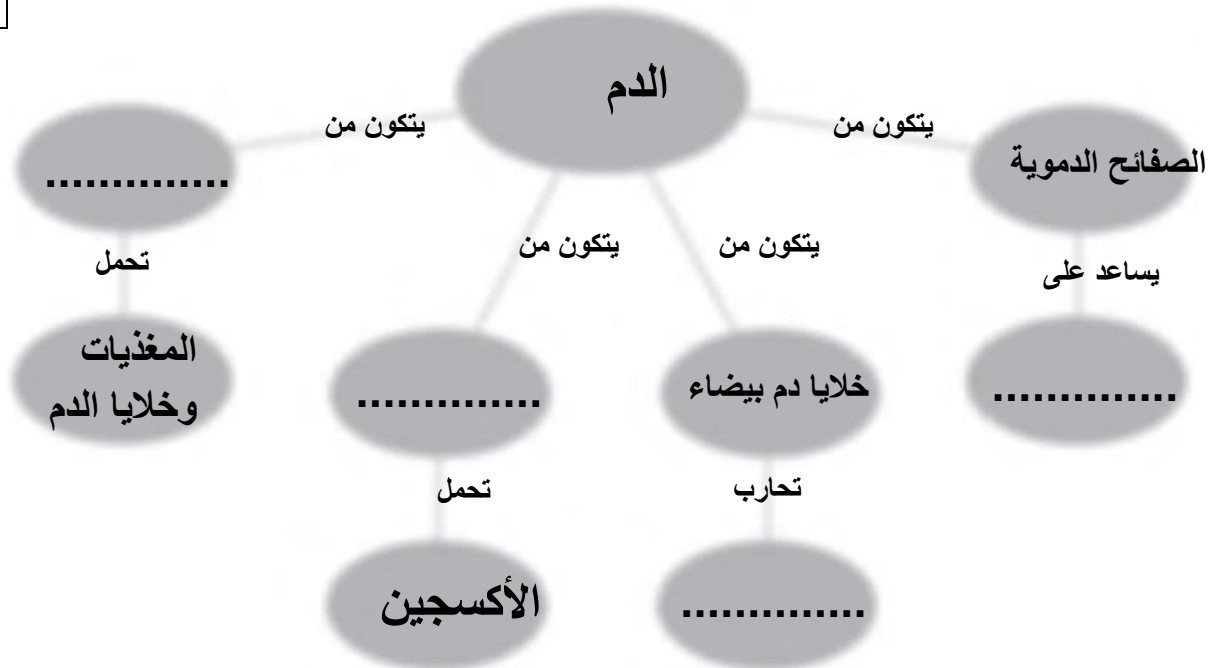 الدم
يتكون من
يتكون من
الصفائح الدموية
..............
يتكون من
يتكون من
يساعد على
تحمل
المغذيات
وخلايا الدم
..............
خلايا دم بيضاء
..............
تحارب
تحمل
..............
الأكسجين